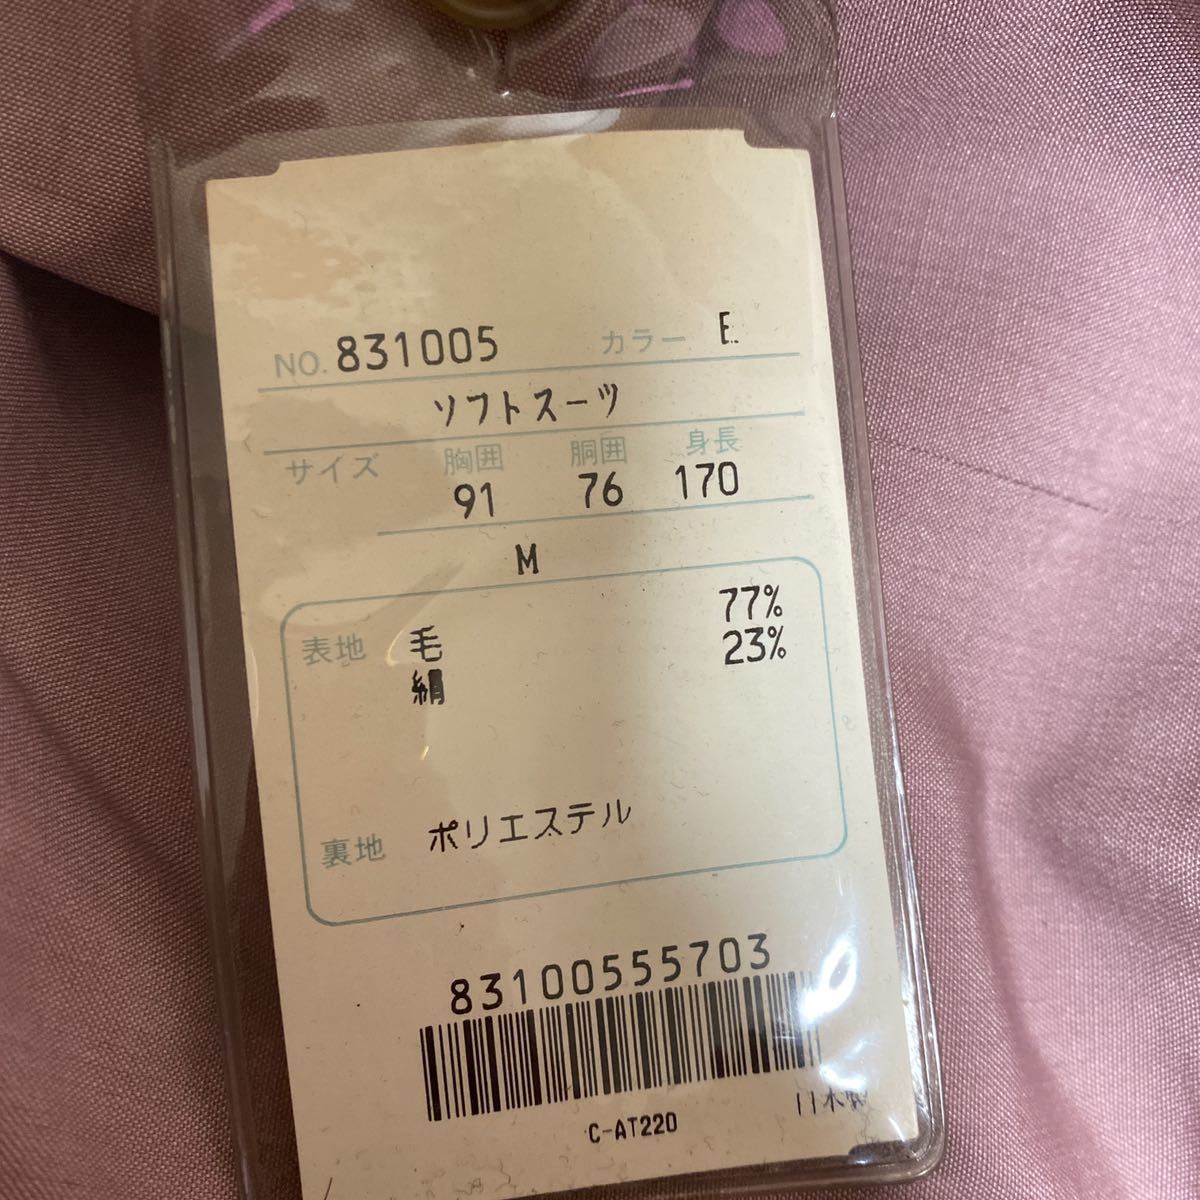 NO. 831005 カラー E
ソフトスーツ
サイズ 胸囲 胴囲 身長
91 76 170
M
77%
表地 毛 23%
絹
裏地 ポリエステル
83100555703
C-AT220 日本製